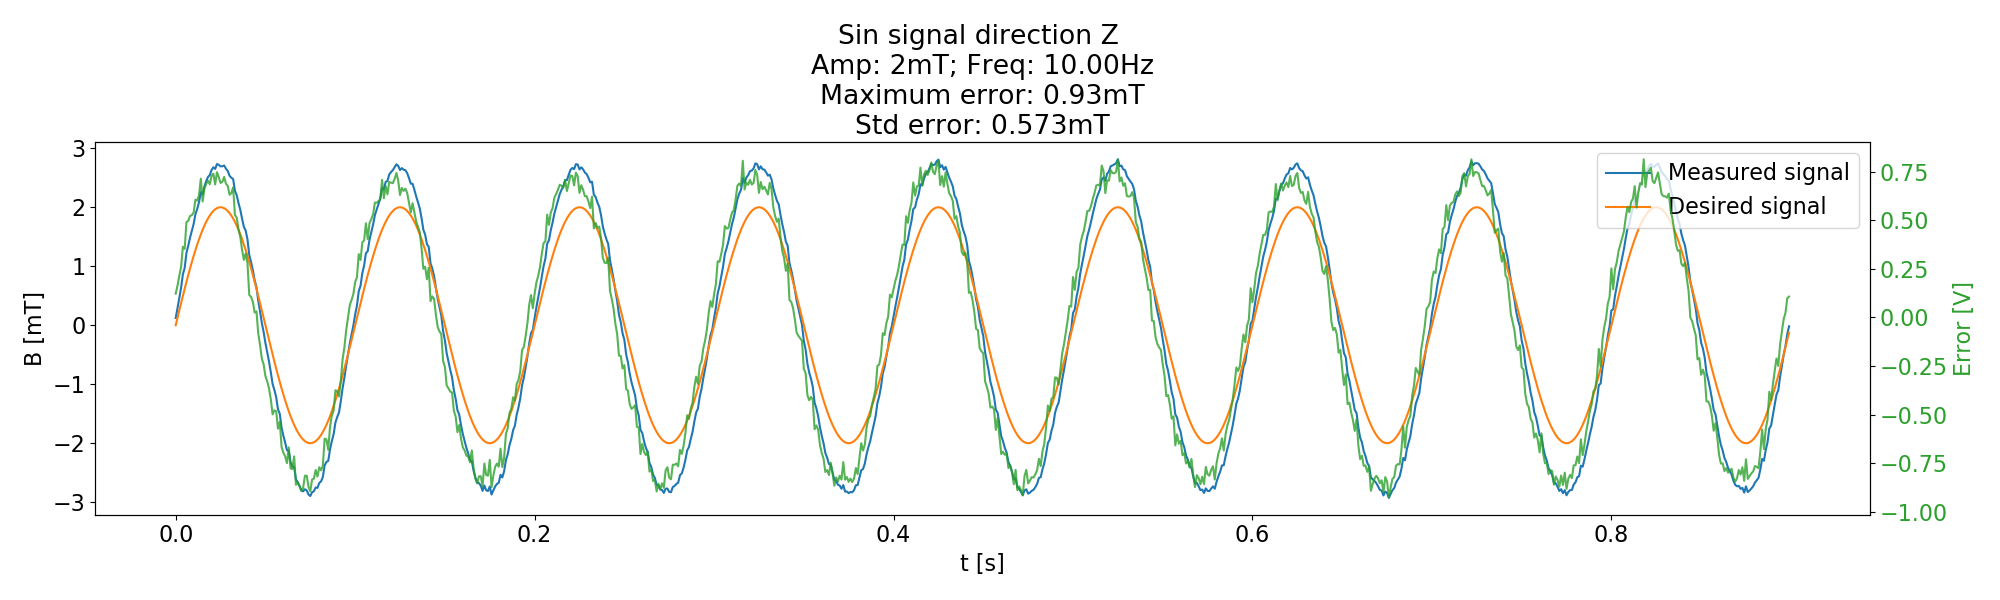 Sin signal direction Z
Amp: 2mT; Freq: 10.00Hz
Maximum error: 0.93mT
Std error: 0.573mT
Measured signal
Desired signal
B [mT]
3
2
1
0
−1
−2
−3
0.75
0.50
0.25
0.00
−0.25
−0.50
−0.75
−1.00
Error [V]
0.0
0.2
0.4
0.6
0.8
t [s]